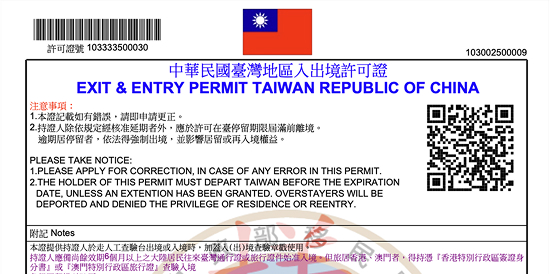 許可證號 103333500030
103002500009
中華民國臺灣地區入出境許可證
EXIT & ENTRY PERMIT TAIWAN REPUBLIC OF CHINA
注意事項：
1.本證記載如有錯誤，請即申請更正。
2.持證人除依規定經核准延期者外，應於許可在臺停留期限屆滿前離境。
逾期停留者，依法得強制出境，並影響居留或再入境權益。
PLEASE TAKE NOTICE:
1.PLEASE APPLY FOR CORRECTION, IN CASE OF ANY ERROR IN THIS PERMIT.
2.THE HOLDER OF THIS PERMIT MUST DEPART TAIWAN BEFORE THE EXPIRATION
DATE, UNLESS AN EXTENTION HAS BEEN GRANTED. OVERSTAYERS WILL BE
DEPORTED AND DENIED THE PRIVILEGE OF RESIDENCE OR REENTRY.
附記 Notes
本證提供持證人於走人工查驗台出境或入境時，加蓋入(出)境查驗章戳使用。
持證人應備尚餘效期6個月以上之大陸居民往來臺灣通行證或旅行證件始准入境，但旅居香港、澳門者，得持憑『香港特別行政區簽證身
分書』或『澳門特別行政區旅行證』查驗入境
部移民